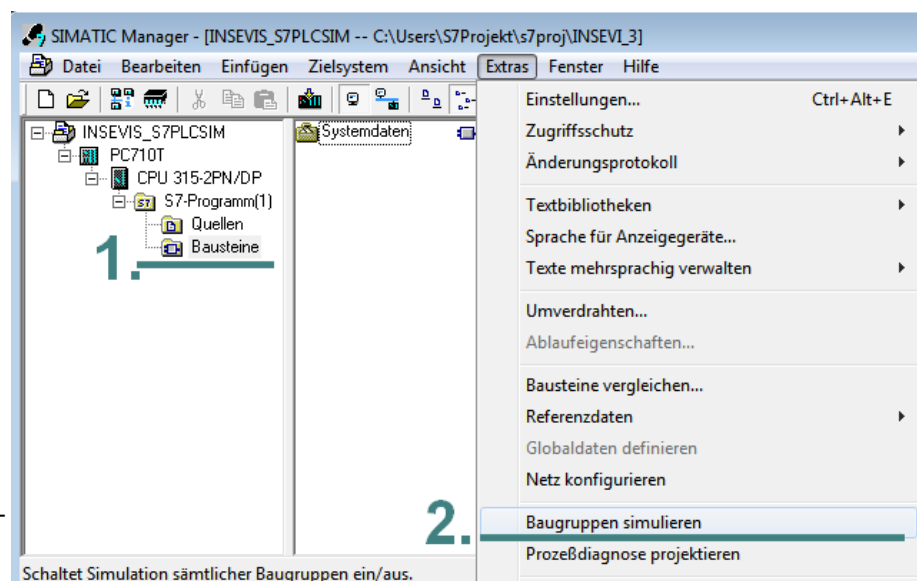 SIMATIC Manager - [INSEVIS_S7PLCSIM -- C:\Users\S7Projekt\s7proj\INSEVI_3]
Datei Bearbeiten Einfügen Zielsystem Ansicht Extras Fenster Hilfe
INSEVIS_S7PLCSIM
PC710T
CPU 315-2PN/DP
S7-Programm(1)
Quellen
Bausteine
1.
Systemdaten
Einstellungen... Ctrl+Alt+E
Zugriffsschutz
Änderungsprotokoll
Textbibliotheken
Sprache für Anzeigegeräte...
Texte mehrsprachig verwalten
Umverdrahten...
Ablaufeigenschaften...
Bausteine vergleichen...
Referenzdaten
Globaldaten definieren
Netz konfigurieren
2.
Baugruppen simulieren
Prozeßdiagnose projektieren
Schaltet Simulation sämtlicher Baugruppen ein/aus.